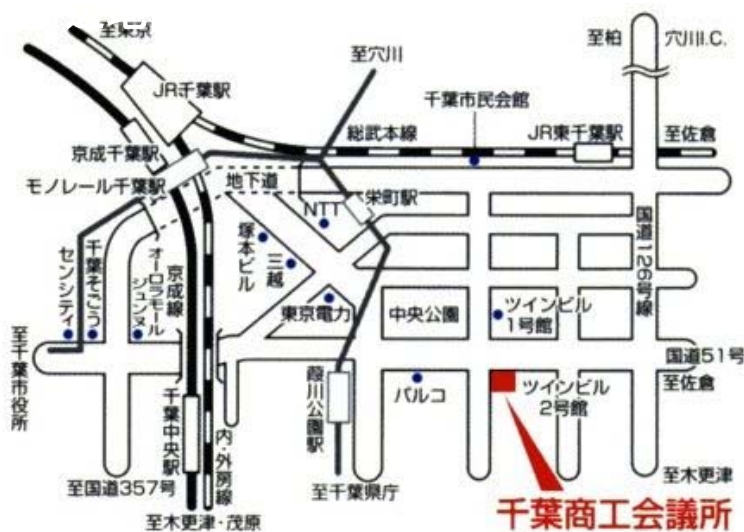 至東京
至柏
穴川I.C.
至穴川
JR千葉駅
千葉市民会館
総武本線
JR東千葉駅
至佐倉
京成千葉駅
モノレール千葉駅
地下道
栄町駅
NTT
国道126号線
塚本ビル
三越
センシティ
千葉そごう
オーロラモール
ジュンヌ
京成線
東京電力
中央公園
ツインビル
1号館
国道51号
至佐倉
至千葉市役所
葭川公園駅
パルコ
ツインビル
2号館
千葉中央駅
内・外房線
至国道357号
至千葉県庁
至木更津
至木更津・茂原
千葉商工会議所